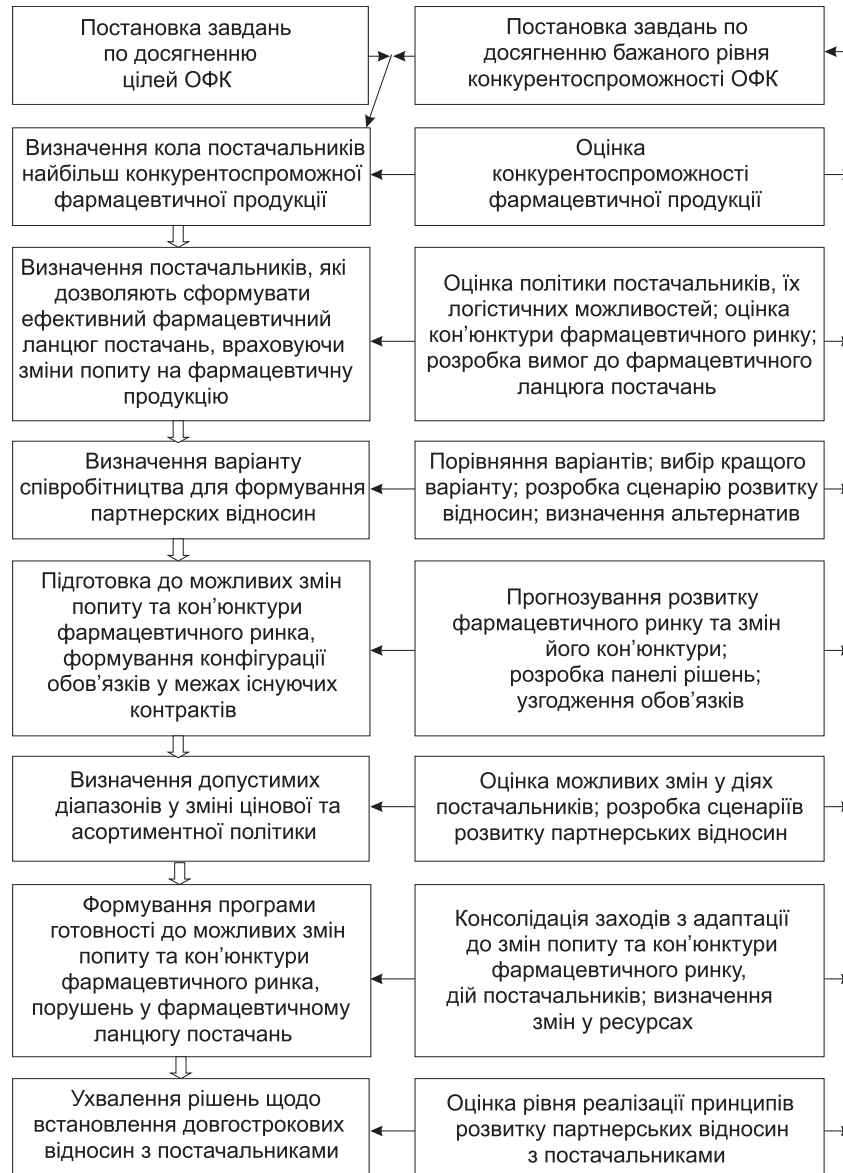 Постановка завдань
по досягненню
цілей ОФК
Постановка завдань по
досягненню бажаного рівня
конкурентоспроможності ОФК
Визначення кола постачальників
найбільш конкурентоспроможної
фармацевтичної продукції
Оцінка
конкурентоспроможності
фармацевтичної продукції
Визначення постачальників, які
дозволяють сформувати
ефективний фармацевтичний
ланцюг постачань, враховуючи
зміни попиту на фармацевтичну
продукцію
Оцінка політики постачальників, їх
логістичних можливостей; оцінка
кон’юнктури фармацевтичного ринку;
розробка вимог до фармацевтичного
ланцюга постачань
Визначення варіанту
співробітництва для формування
партнерских відносин
Порівняння варіантів; вибір кращого
варіанту; розробка сценарію розвитку
відносин; визначення альтернатив
Підготовка до можливих змін
попиту та кон’юнктури
фармацевтичного ринка,
формування конфігурації
обов’язків у межах існуючих
контрактів
Прогнозування розвитку
фармацевтичного ринку та змін
його кон’юнктури;
розробка панелі рішень;
узгодження обов’язків
Визначення допустимих
діапазонів у зміні цінової та
асортиментної політики
Оцінка можливих змін у діях
постачальників; розробка сценаріїв
розвитку партнерських відносин
Формування програми
готовності до можливих змін
попиту та кон’юнктури
фармацевтичного ринка,
порушень у фармацевтичному
ланцюгу постачань
Консолідація заходів з адаптації
до змін попиту та кон’юнктури
фармацевтичного ринку,
дій постачальників; визначення
змін у ресурсах
Ухвалення рішень щодо
встановлення довгострокових
відносин з постачальниками
Оцінка рівня реалізації принципів
розвитку партнерських відносин
з постачальниками